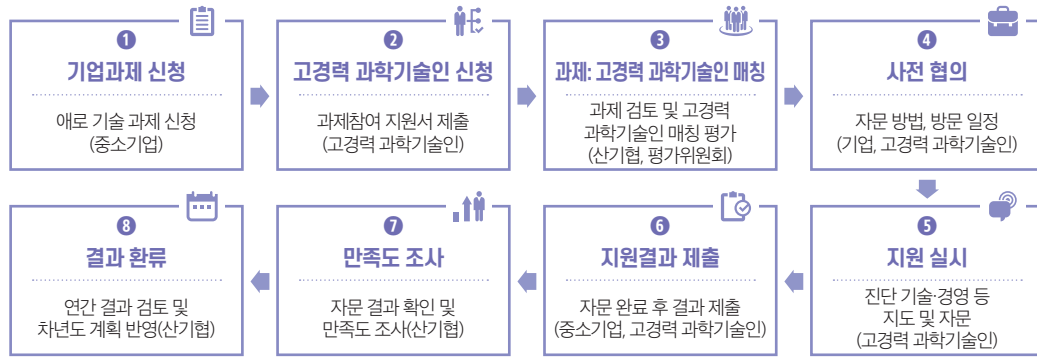 ❶
기업과제 신청
애로 기술 과제 신청
(중소기업)
❷
고경력 과학기술인 신청
과제참여 지원서 제출
(고경력 과학기술인)
❸
과제: 고경력 과학기술인 매칭
과제 검토 및 고경력
과학기술인 매칭 평가
(산기협, 평가위원회)
❹
사전 협의
자문 방법, 방문 일정
(기업, 고경력 과학기술인)
❺
지원 실시
진단 기술·경영 등
지도 및 자문
(고경력 과학기술인)
❻
지원결과 제출
자문 완료 후 결과 제출
(중소기업, 고경력 과학기술인)
❼
만족도 조사
자문 결과 확인 및
만족도 조사(산기협)
❽
결과 환류
연간 결과 검토 및
차년도 계획 반영(산기협)